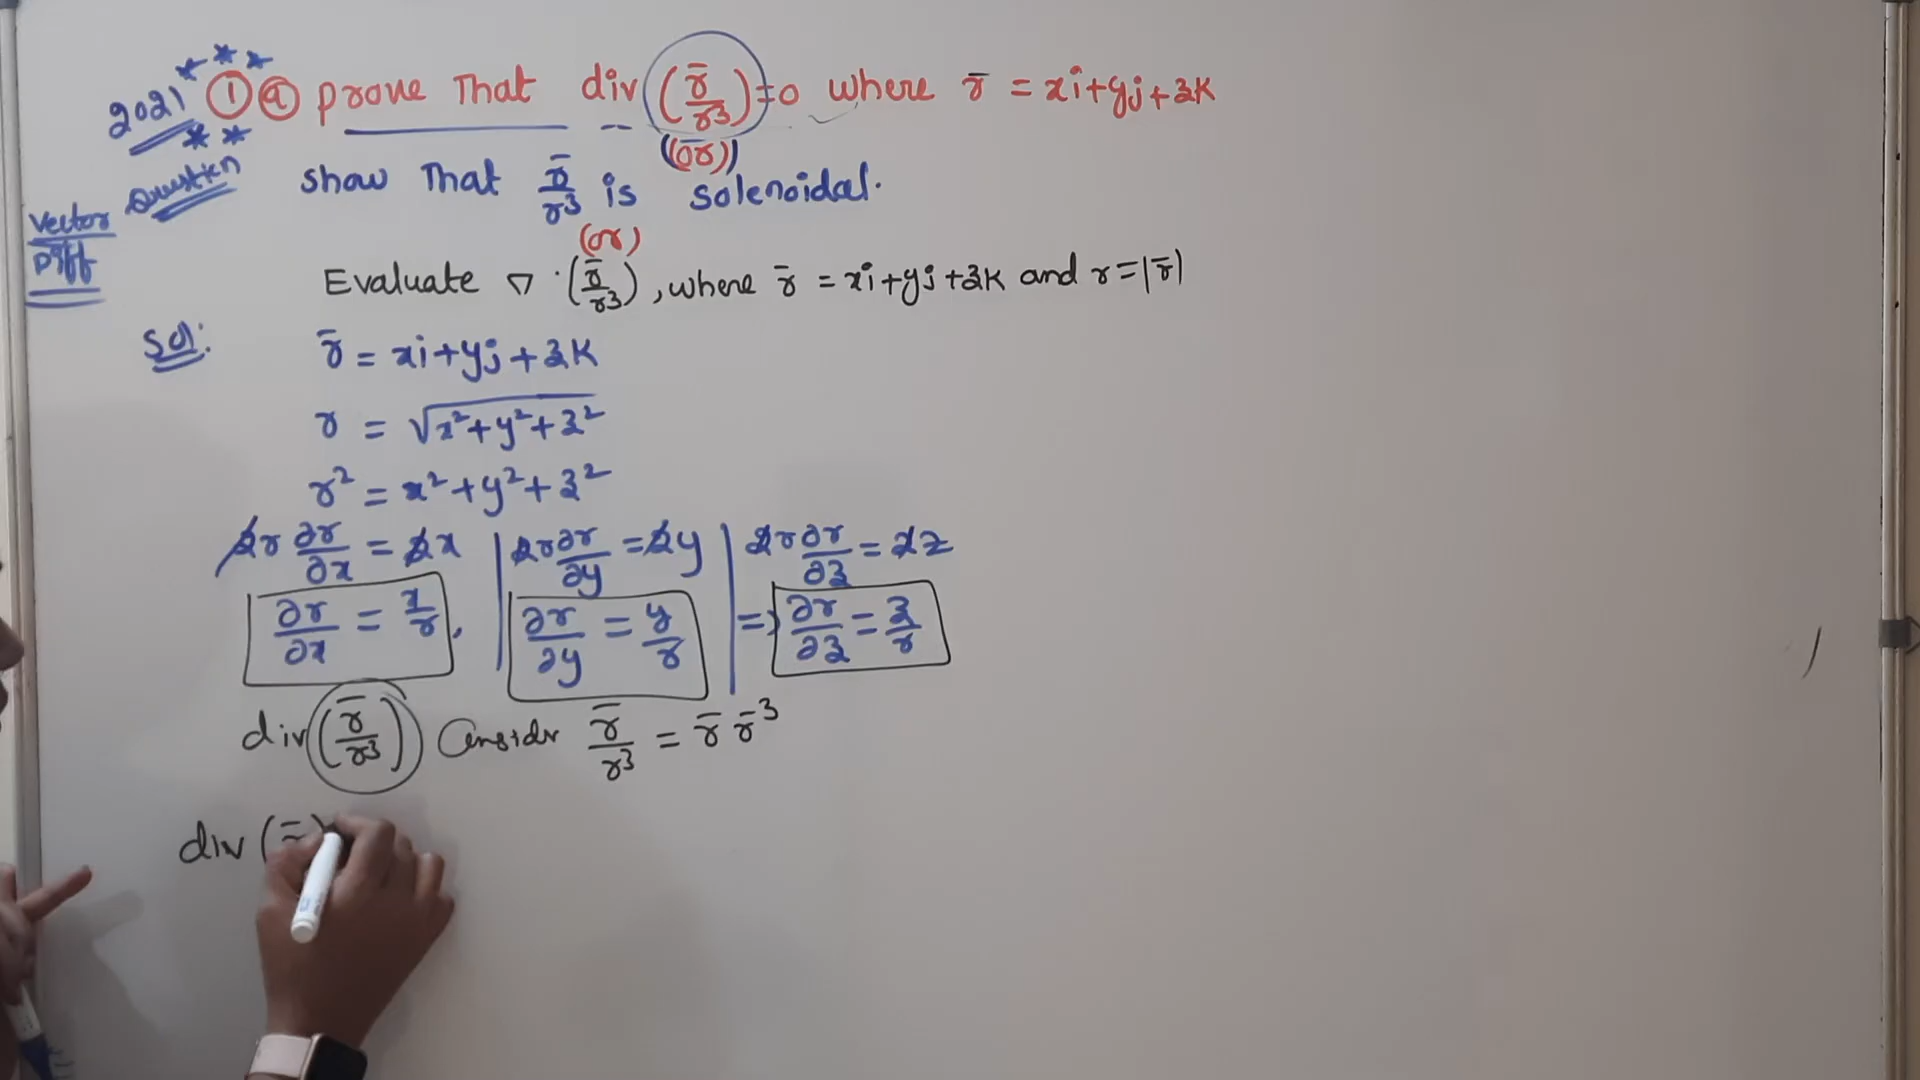 2021 ① ⓐ prove That div (r̄/r³)=0 where r̄ = xi+yj+zk
Question
((or))
show That r̄/r³ is solenoidal.
Vector
Diff
(or)
Evaluate ▽ · (r̄/r³), where r̄ = xi+yj+zk and r=|r̄|
Sol:
r̄ = xi+yj+zk
r = √x²+y²+z²
r² = x²+y²+z²
2r ∂r/∂x = 2x | 2r ∂r/∂y = 2y | 2r ∂r/∂z = 2z
∂r/∂x = x/r, | ∂r/∂y = y/r | => ∂r/∂z = z/r
div (r̄/r³) Consider r̄/r³ = r̄ r̄³
div (